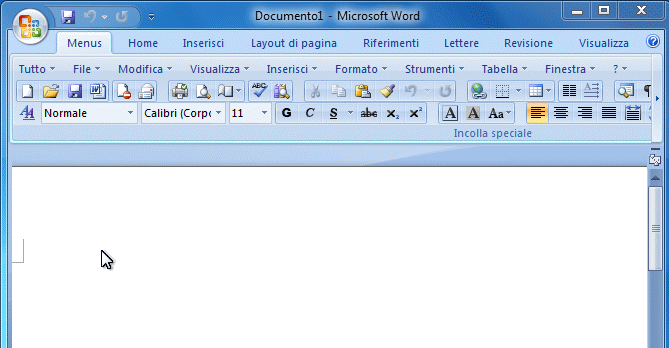 Documento1 - Microsoft Word
Menus Home Inserisci Layout di pagina Riferimenti Lettere Revisione Visualizza
Tutto File Modifica Visualizza Inserisci Formato Strumenti Tabella Finestra ?
ABC
Normale Calibri (Corpo 11 G C S abc x₂ x² A A Aa
Incolla speciale